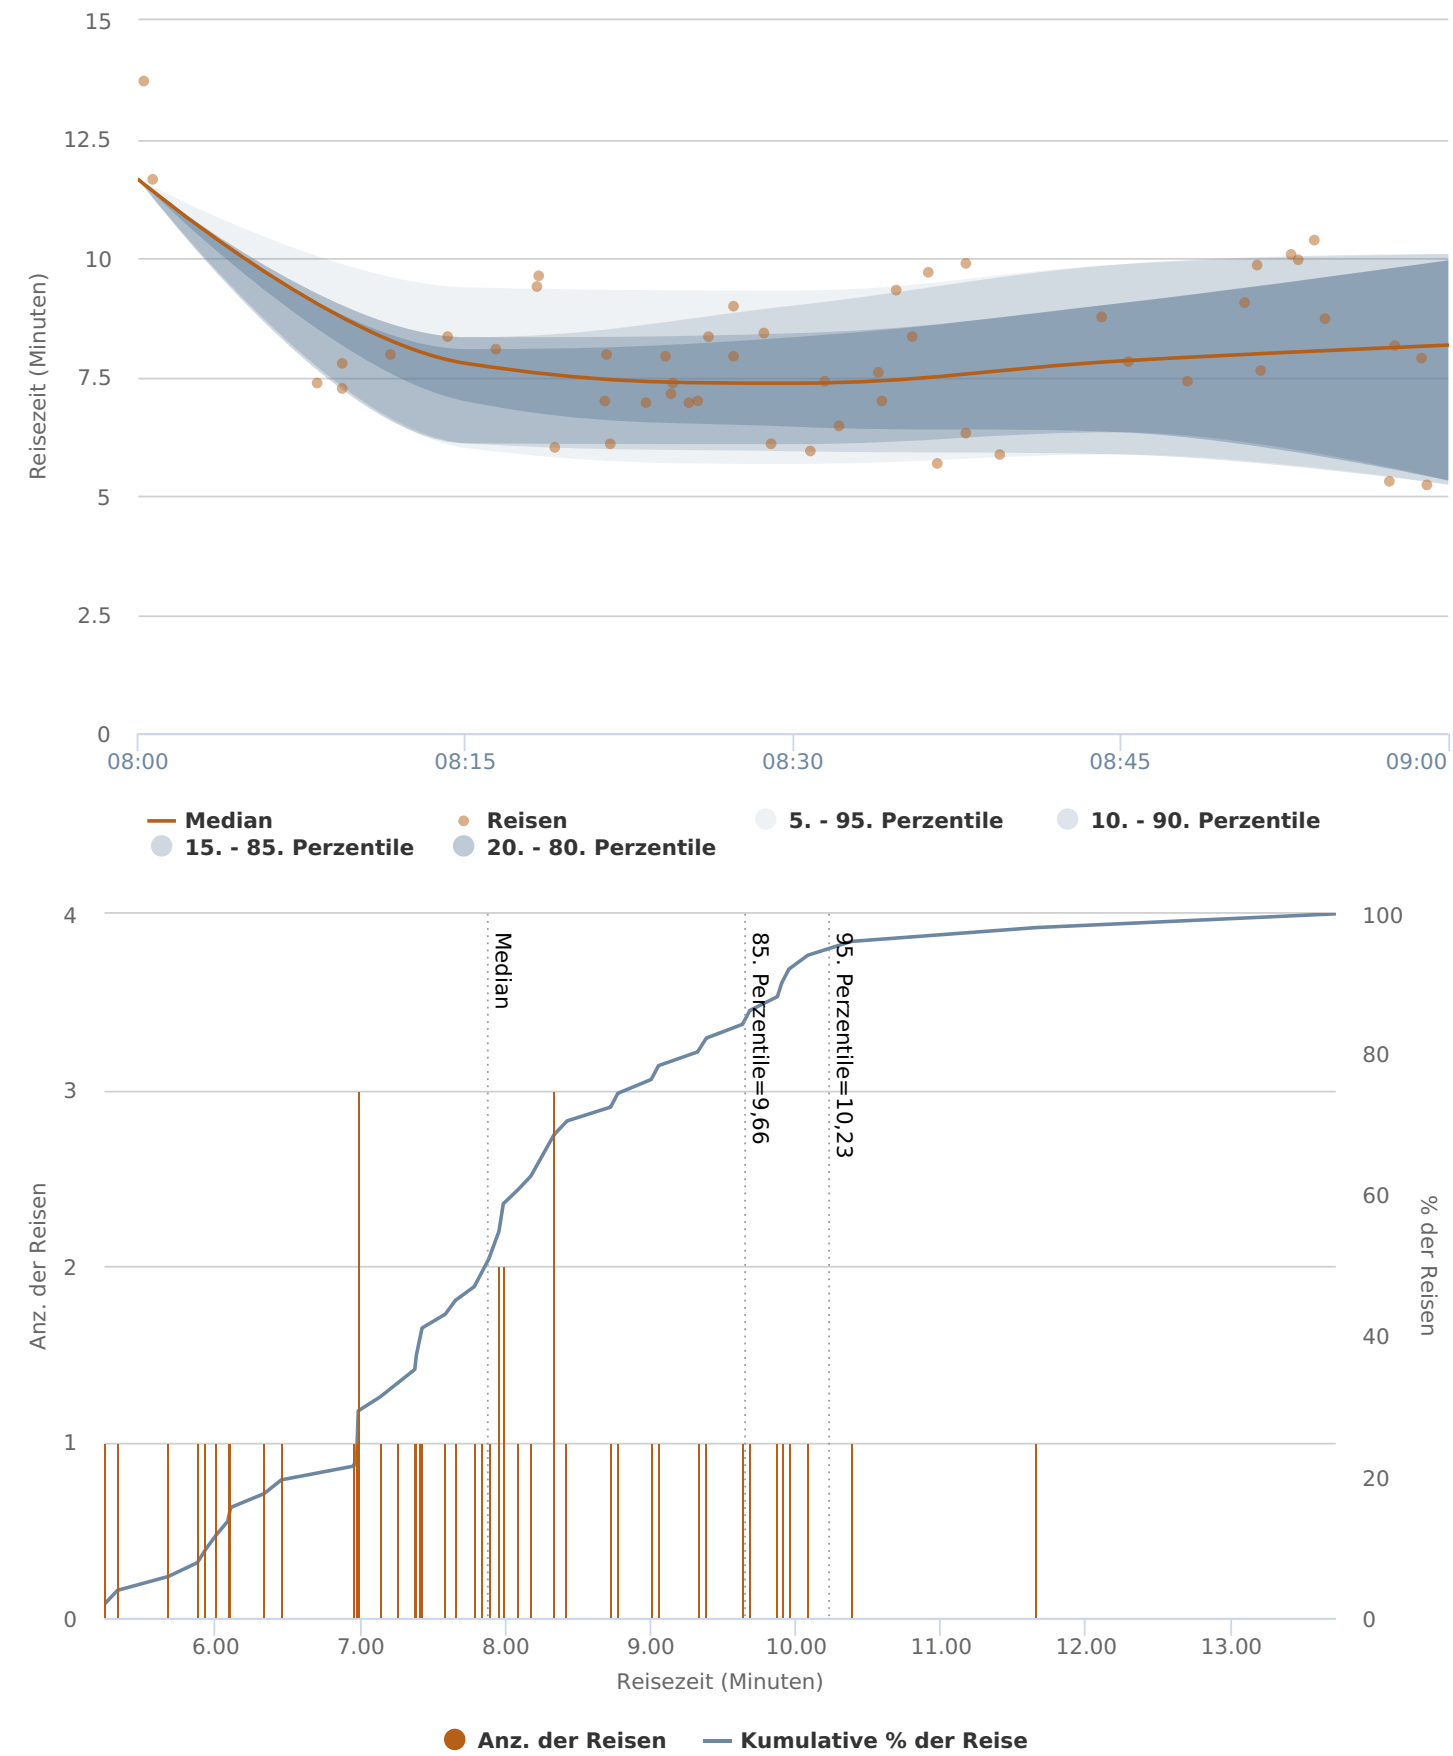 15
12.5
10
7.5
5
2.5
0
Reisezeit (Minuten)
08:00 08:15 08:30 08:45 09:00
Median Reisen 5. - 95. Perzentile 10. - 90. Perzentile
15. - 85. Perzentile 20. - 80. Perzentile
4
3
2
1
0
Anz. der Reisen
Median
85. Perzentile=9,66
95. Perzentile=10,23
100
80
60
40
20
0
% der Reisen
6.00 7.00 8.00 9.00 10.00 11:00 12:00 13.00
Reisezeit (Minuten)
Anz. der Reisen Kumulative % der Reise